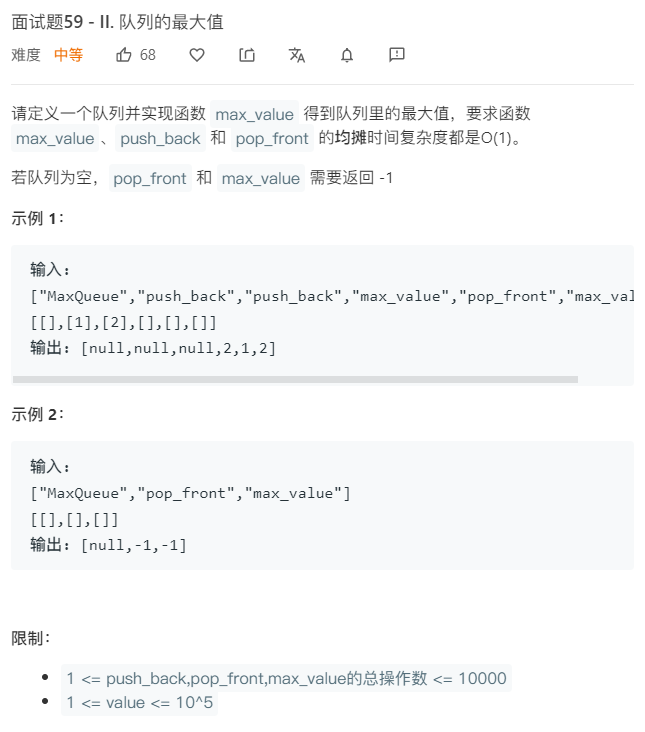 面试题59 - II. 队列的最大值
难度 中等 68
请定义一个队列并实现函数 max_value 得到队列里的最大值，要求函数
max_value 、push_back 和 pop_front 的均摊时间复杂度都是O(1)。
若队列为空，pop_front 和 max_value 需要返回 -1
示例 1：
输入：
["MaxQueue","push_back","push_back","max_value","pop_front","max_val
[[],[1],[2],[],[],[]]
输出：[null,null,null,2,1,2]
示例 2：
输入：
["MaxQueue","pop_front","max_value"]
[[],[],[]]
输出：[null,-1,-1]
限制：
1 <= push_back,pop_front,max_value的总操作数 <= 10000
1 <= value <= 10^5